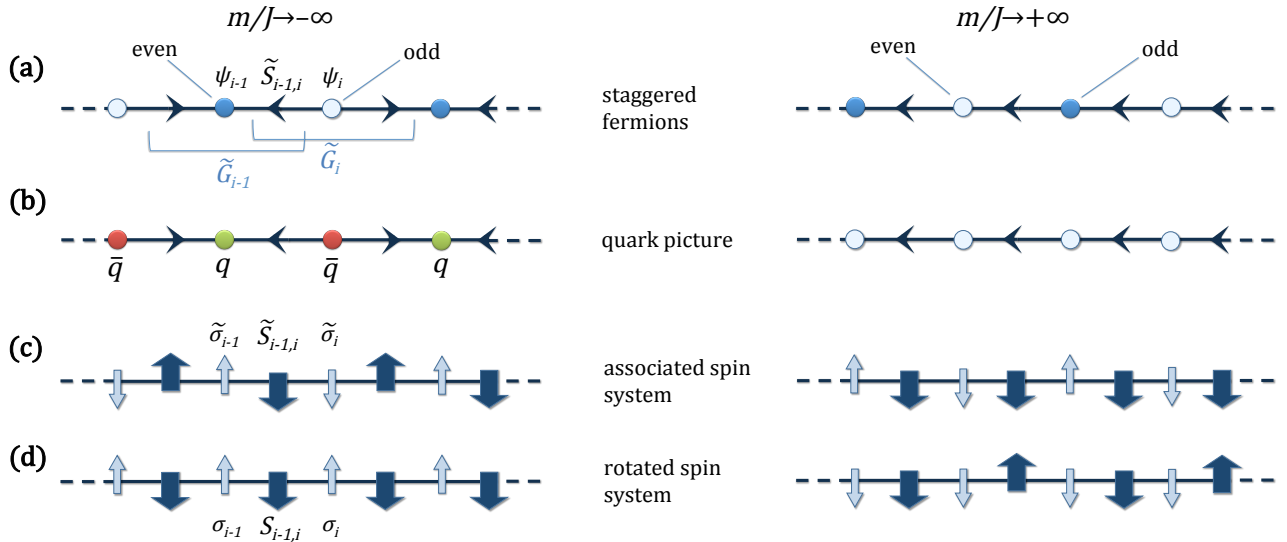 m/J→−∞ m/J→+∞
(a) even ψi-1 S̃i-1,i ψi odd staggered fermions even odd
G̃i-1 G̃i
(b) quark picture
q̄ q q̄ q
(c) σ̃i-1 S̃i-1,i σ̃i associated spin system
(d) rotated spin system
σi-1 Si-1,i σi